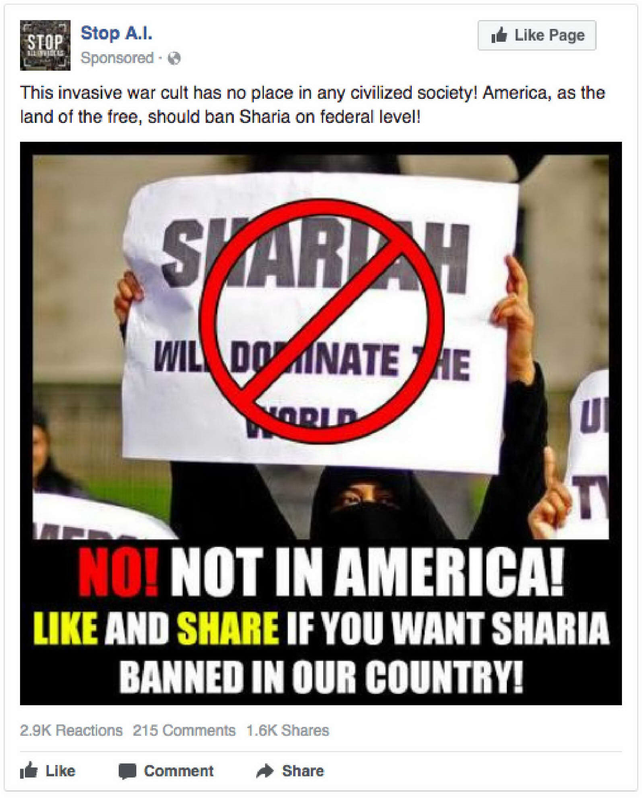 STOP
Stop A.I.
Like Page
Sponsored ·
This invasive war cult has no place in any civilized society! America, as the
land of the free, should ban Sharia on federal level!
SHARIAH
WILL DOMINATE THE
WORLD
NO! NOT IN AMERICA!
LIKE AND SHARE IF YOU WANT SHARIA
BANNED IN OUR COUNTRY!
2.9K Reactions 215 Comments 1.6K Shares
Like Comment Share